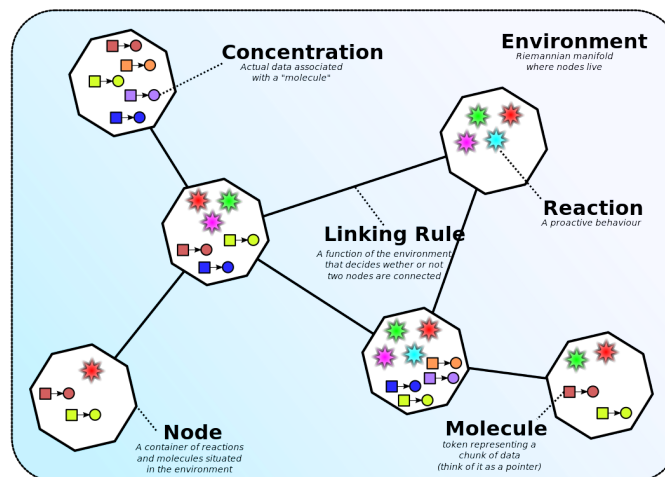 Concentration
Actual data associated
with a "molecule"
Environment
Riemannian manifold
where nodes live
Reaction
A proactive behaviour
Linking Rule
A function of the environment
that decides wether or not
two nodes are connected
Node
A container of reactions
and molecules situated
in the environment
Molecule
token representing a
chunk of data
(think of it as a pointer)